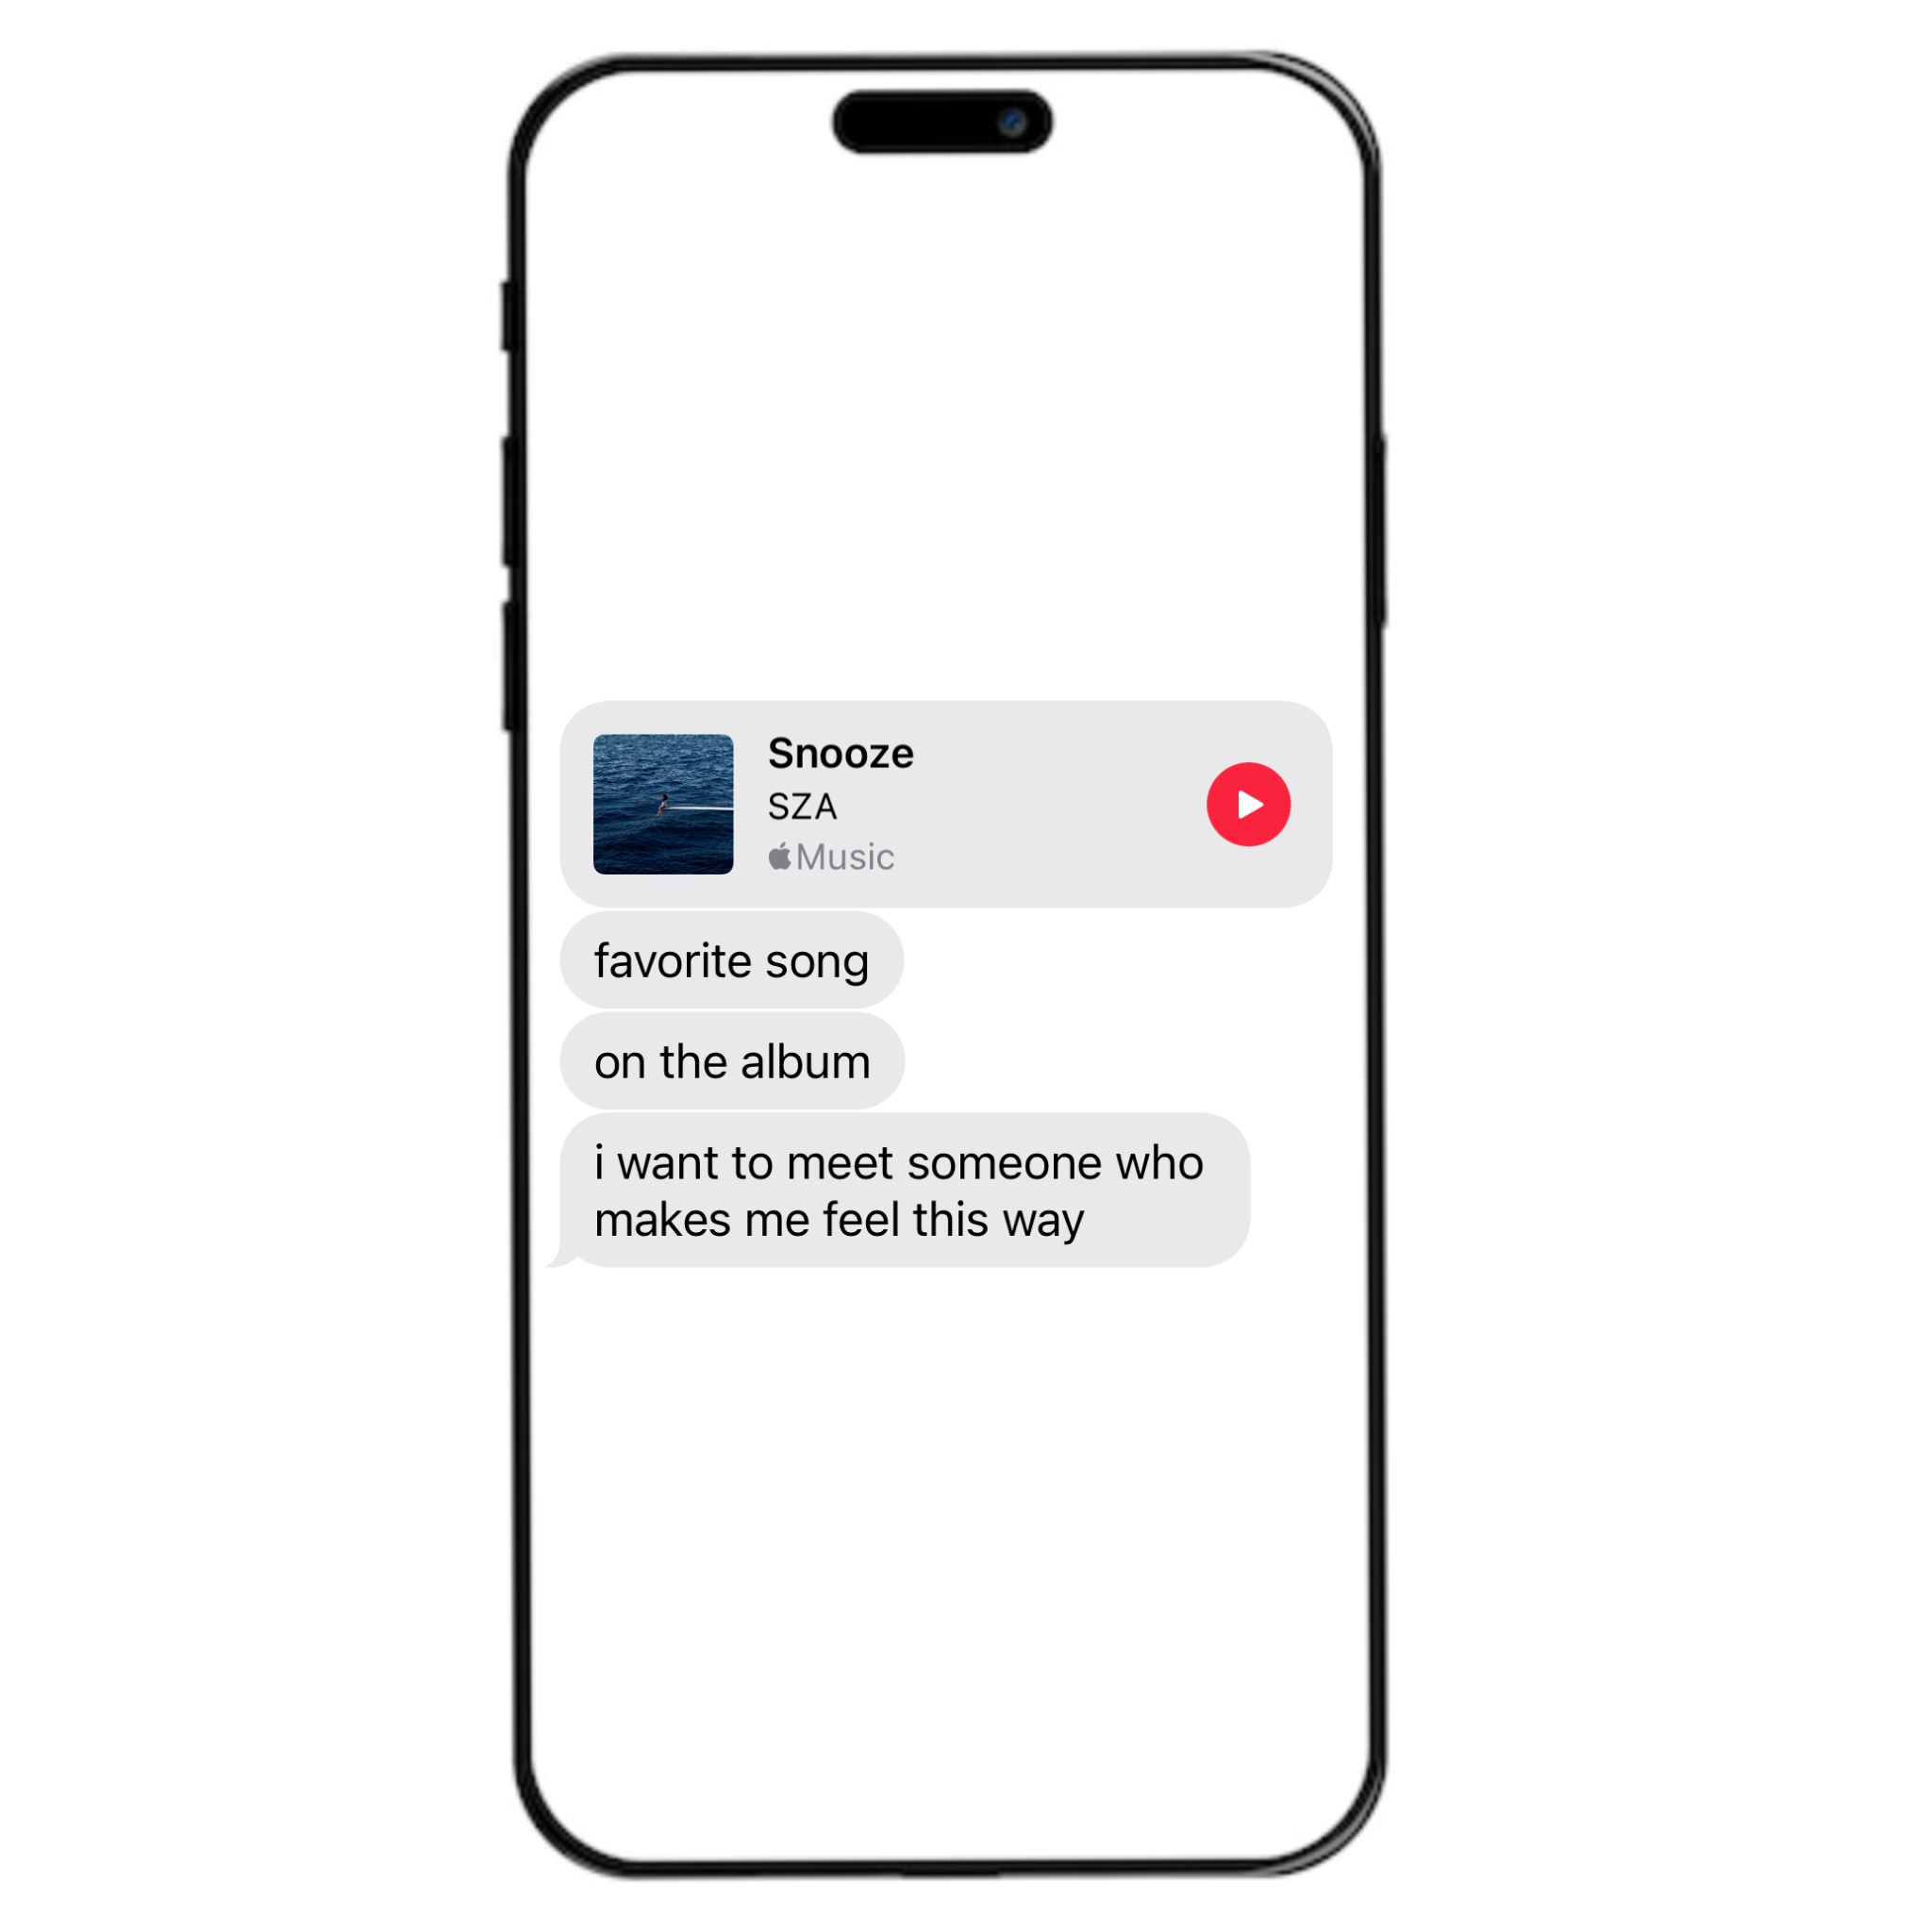 Snooze
SZA
Music
favorite song
on the album
i want to meet someone who
makes me feel this way